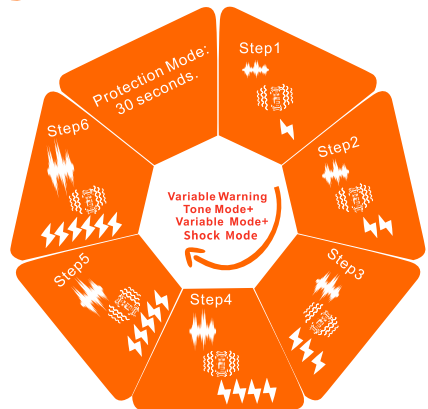 Protection Mode:
30 seconds.
Step1
Step2
Step3
Step4
Step5
Step6
Variable Warning
Tone Mode+
Variable Mode+
Shock Mode